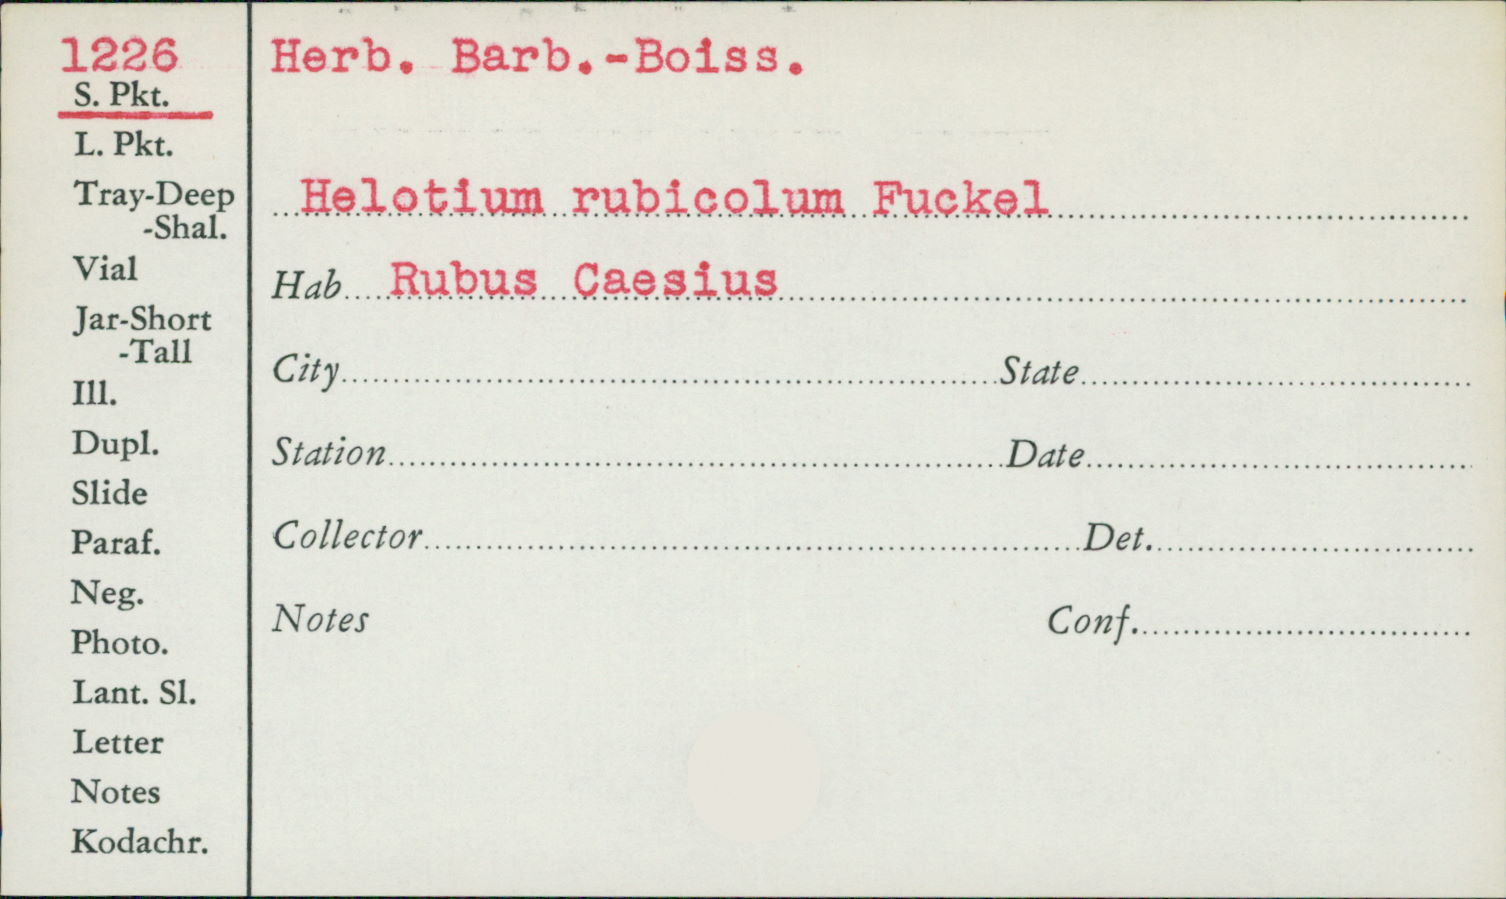 1226
S. Pkt.
L. Pkt.
Tray-Deep
-Shal.
Vial
Jar-Short
-Tall
Ill.
Dupl.
Slide
Paraf.
Neg.
Photo.
Lant. Sl.
Letter
Notes
Kodachr.
Herb. Barb.-Boiss.
Helotium rubicolum Fuckel
Hab Rubus Caesius
City State
Station Date
Collector Det.
Notes Conf.